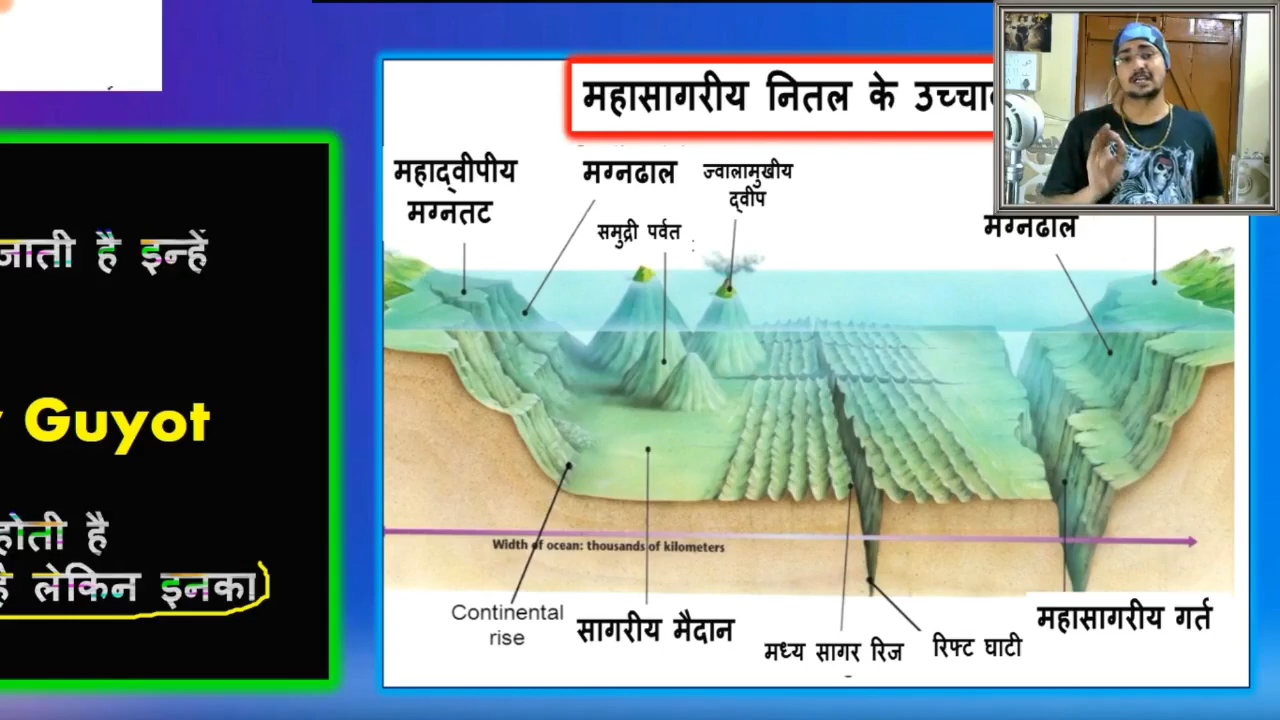 जाती है इन्हें
Guyot
होती है
है लेकिन इनका
महासागरीय नितल के
महाद्वीपीय
मग्नतट
मग्नढाल
समुद्री पर्वत
ज्वालामुखीय
द्वीप
मग्नढाल
Width of ocean: thousands of kilometers
Continental
rise
सागरीय मैदान
मध्य सागर रिज
रिफ्ट घाटी
महासागरीय गर्त